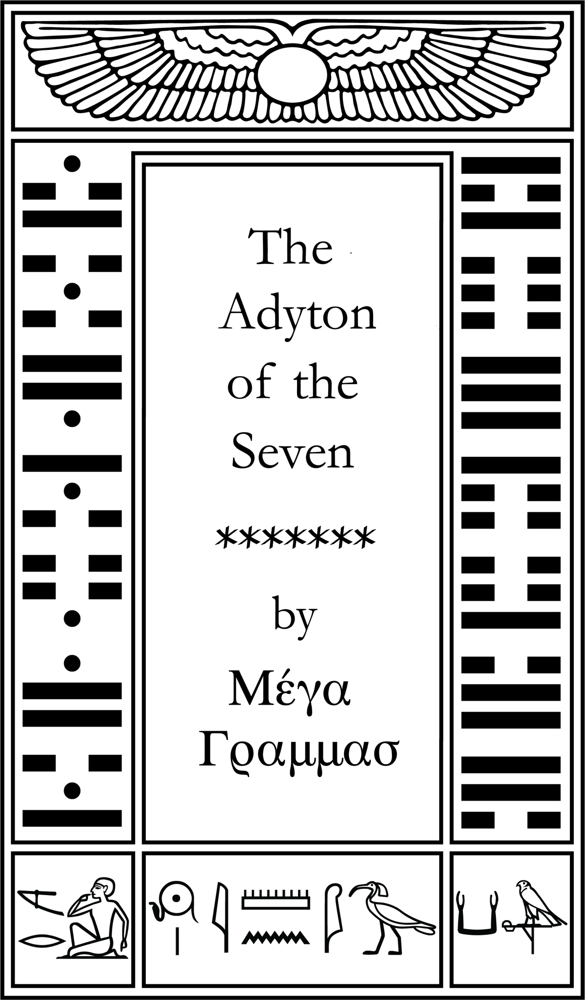 The
Adyton
of the
Seven
*******
by
Μέγα
Γραμμασ